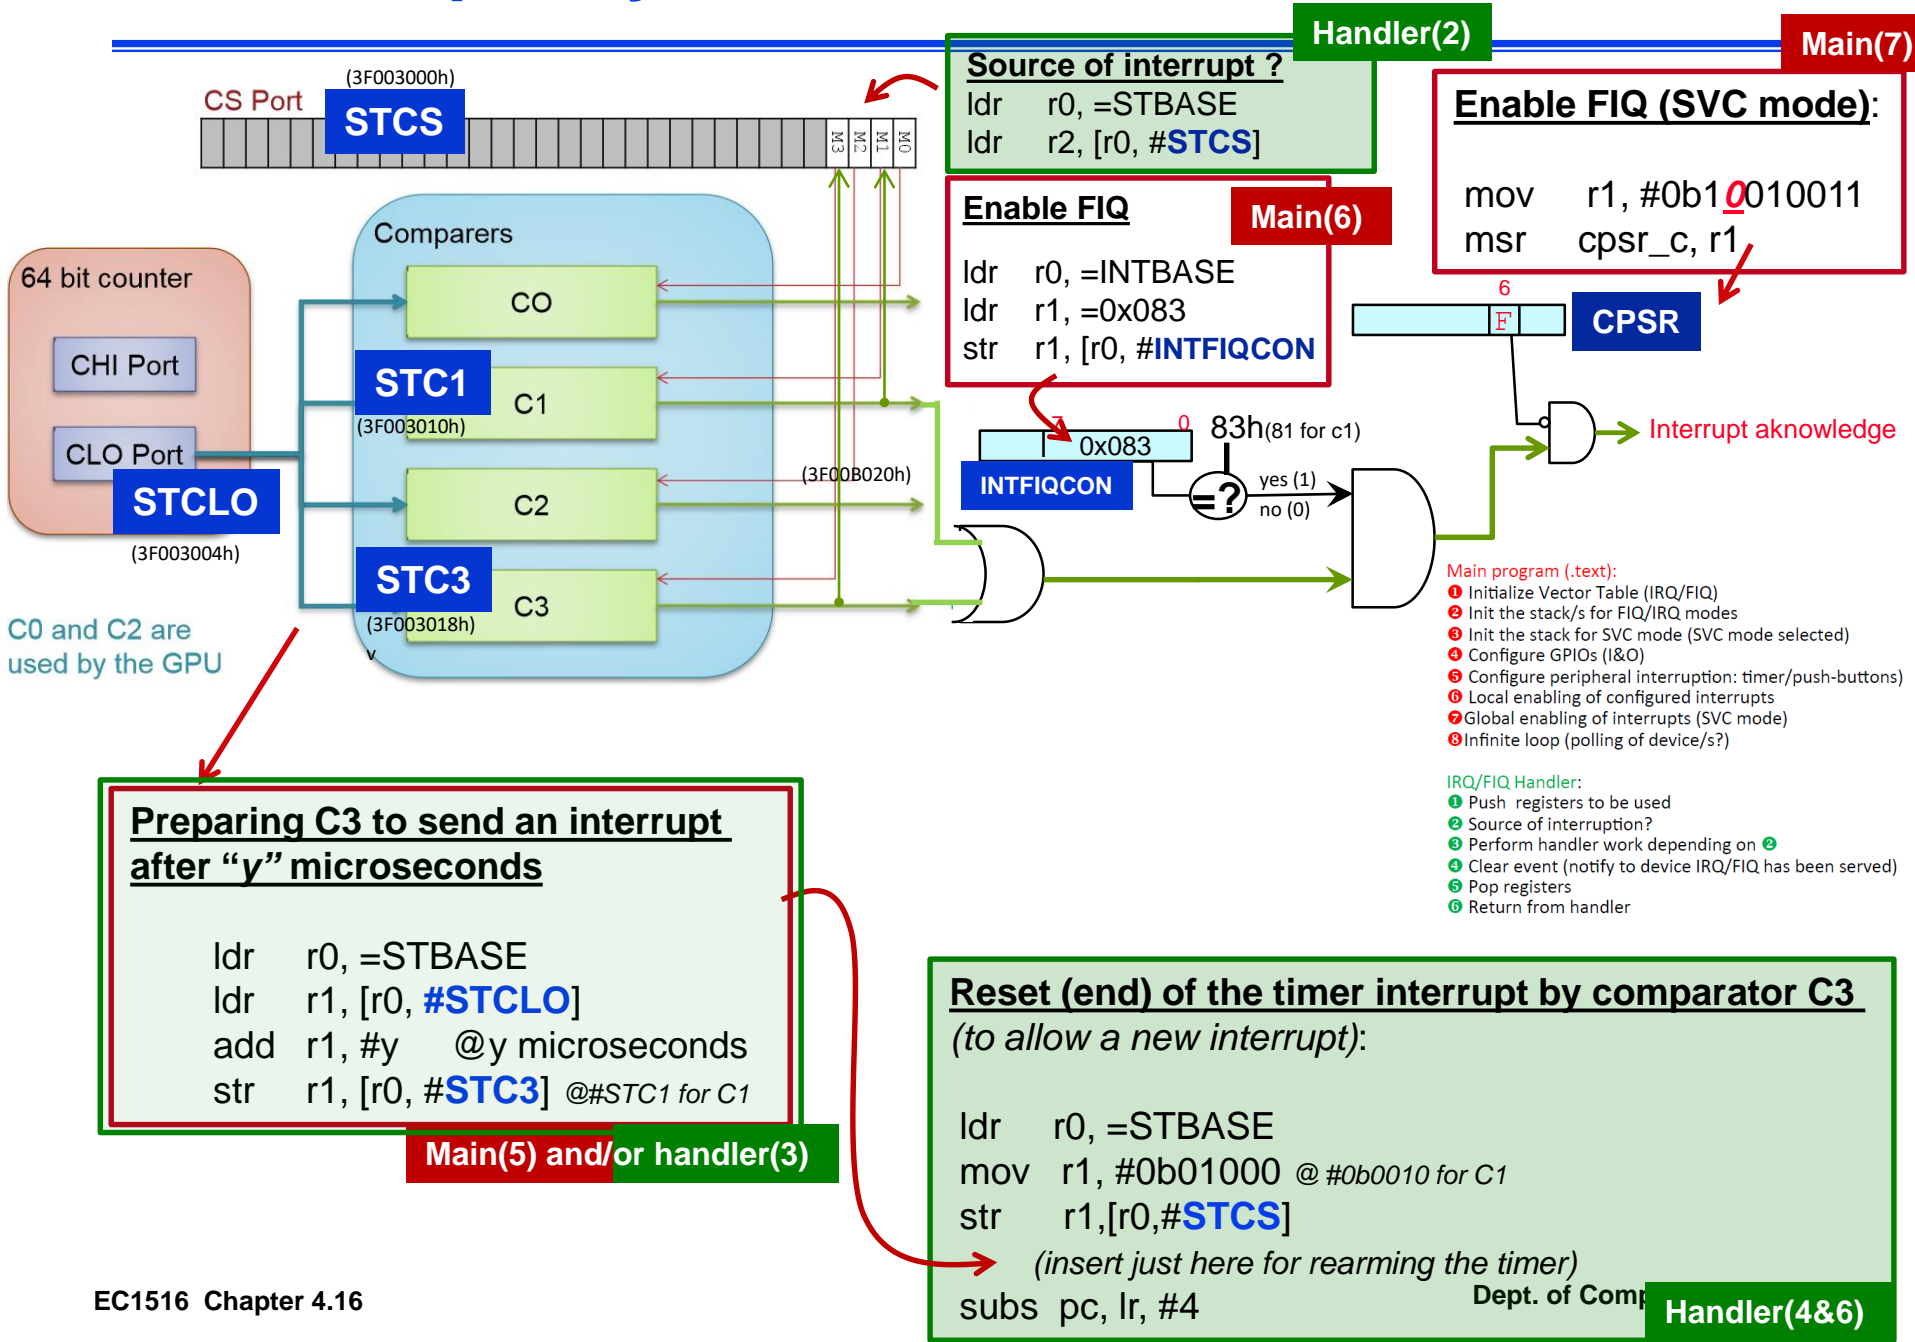 Handler(2)
Main(7)
(3F003000h)
CS Port
STCS
M3
M2
M1
M0
Source of interrupt ?
ldr r0, =STBASE
ldr r2, [r0, #STCS]
Enable FIQ (SVC mode):
mov r1, #0b10010011
msr cpsr_c, r1
Enable FIQ
Main(6)
ldr r0, =INTBASE
ldr r1, =0x083
str r1, [r0, #INTFIQCON
6
F
CPSR
64 bit counter
CHI Port
CLO Port
STCLO
(3F003004h)
Comparers
CO
STC1
C1
(3F003010h)
C2
STC3
C3
(3F003018h)
v
(3F00B020h)
7
0
0x083
INTFIQCON
83h(81 for c1)
=?
yes (1)
no (0)
Interrupt aknowledge
C0 and C2 are
used by the GPU
Main program (.text):
❶ Initialize Vector Table (IRQ/FIQ)
❷ Init the stack/s for FIQ/IRQ modes
❸ Init the stack for SVC mode (SVC mode selected)
❹ Configure GPIOs (I&O)
❺ Configure peripheral interruption: timer/push-buttons)
❻ Local enabling of configured interrupts
❼Global enabling of interrupts (SVC mode)
❽Infinite loop (polling of device/s?)
IRQ/FIQ Handler:
❶ Push registers to be used
❷ Source of interruption?
❸ Perform handler work depending on ❷
❹ Clear event (notify to device IRQ/FIQ has been served)
❺ Pop registers
❻ Return from handler
Preparing C3 to send an interrupt
after “y” microseconds
ldr r0, =STBASE
ldr r1, [r0, #STCLO]
add r1, #y @y microseconds
str r1, [r0, #STC3] @#STC1 for C1
Main(5) and/or handler(3)
Reset (end) of the timer interrupt by comparator C3
(to allow a new interrupt):
ldr r0, =STBASE
mov r1, #0b01000 @ #0b0010 for C1
str r1,[r0,#STCS]
(insert just here for rearming the timer)
subs pc, lr, #4
EC1516 Chapter 4.16
Dept. of Comp
Handler(4&6)